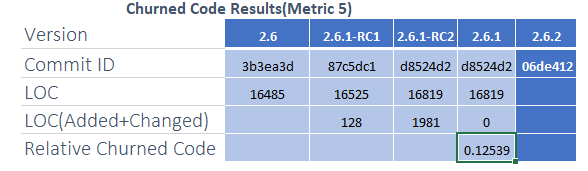 Churned Code Results(Metric 5)
Version 2.6 2.6.1-RC1 2.6.1-RC2 2.6.1 2.6.2
Commit ID 3b3ea3d 87c5dc1 d8524d2 d8524d2 06de412
LOC 16485 16525 16819 16819
LOC(Added+Changed) 128 1981 0
Relative Churned Code 0.12539